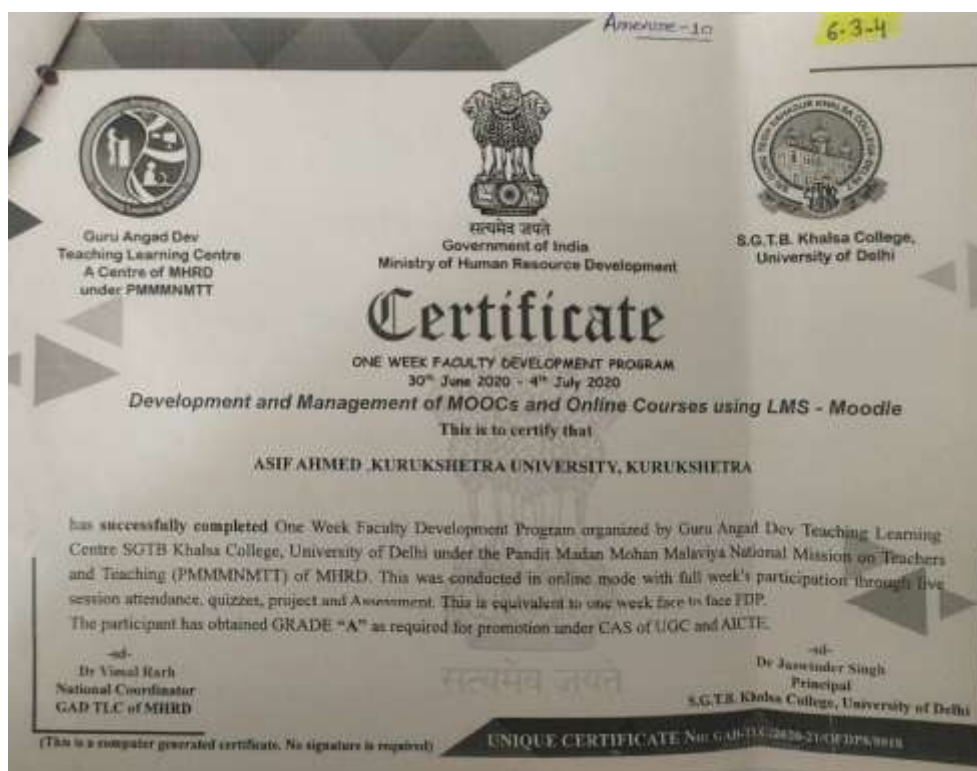 Annexure-10
6-3-4
Guru Angad Dev
Teaching Learning Centre
A Centre of MHRD
under PMMMNMTT
सत्यमेव जयते
Government of India
Ministry of Human Resource Development
S.G.T.B. Khalsa College,
University of Delhi
Certificate
ONE WEEK FACULTY DEVELOPMENT PROGRAM
30th June 2020 - 4th July 2020
Development and Management of MOOCs and Online Courses using LMS - Moodle
This is to certify that
ASIF AHMED ,KURUKSHETRA UNIVERSITY, KURUKSHETRA
has successfully completed One Week Faculty Development Program organized by Guru Angad Dev Teaching Learning
Centre SGTB Khalsa College, University of Delhi under the Pandit Madan Mohan Malaviya National Mission on Teachers
and Teaching (PMMMNMTT) of MHRD. This was conducted in online mode with full week's participation through live
session attendance, quizzes, project and Assessment. This is equivalent to one week face to face FDP.
The participant has obtained GRADE “A” as required for promotion under CAS of UGC and AICTE.
-sd-
Dr Vimal Rarh
National Coordinator
GAD TLC of MHRD
सत्यमेव जयते
-sd-
Dr Jaswinder Singh
Principal
S.G.T.B. Khalsa College, University of Delhi
(This is a computer generated certificate. No signature is required)
UNIQUE CERTIFICATE No: